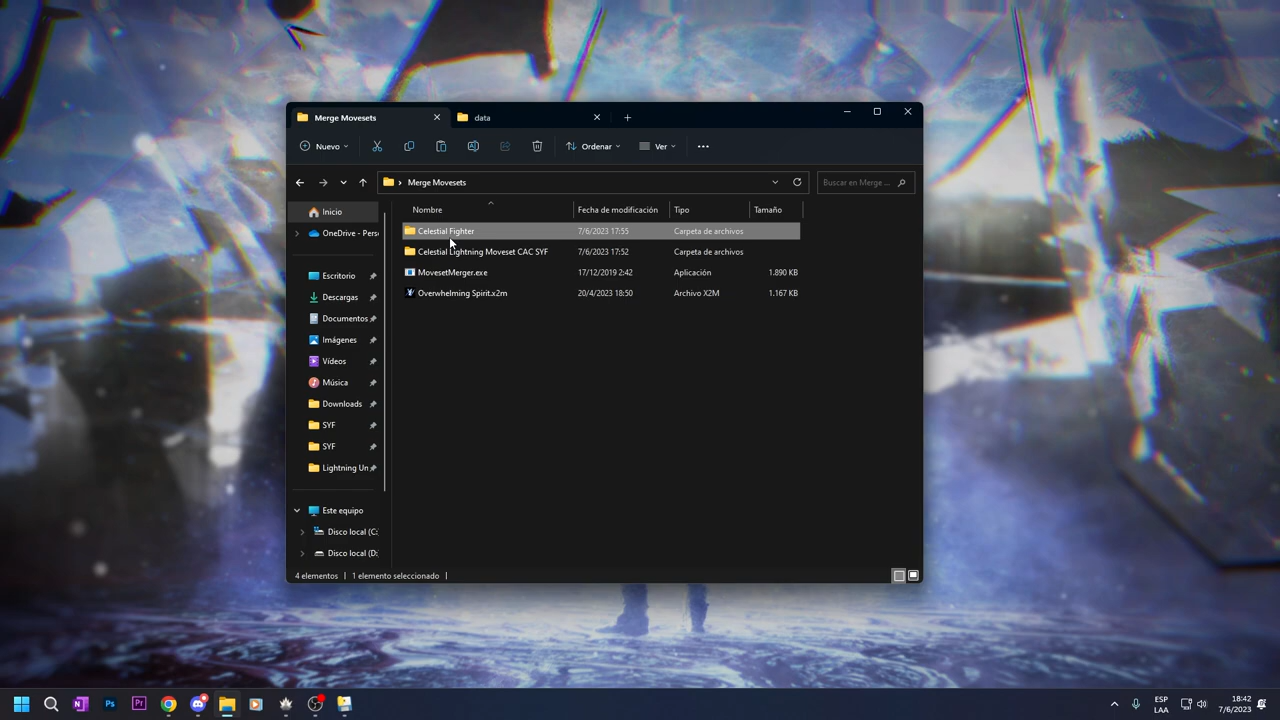 Merge Movesets
data
Nuevo
Ordenar
Ver
Merge Movesets
Buscar en Merge ...
Nombre
Fecha de modificación
Tipo
Tamaño
Inicio
OneDrive - Pers
Escritorio
Descargas
Documentos
Imágenes
Vídeos
Música
Downloads
SYF
SYF
Lightning Un
Este equipo
Disco local (C:
Disco local (D:
Celestial Fighter 7/6/2023 17:55 Carpeta de archivos
Celestial Lightning Moveset CAC SYF 7/6/2023 17:52 Carpeta de archivos
MovesetMerger.exe 17/12/2019 2:42 Aplicación 1.890 KB
Overwhelming Spirit.x2m 20/4/2023 18:50 Archivo X2M 1.167 KB
4 elementos
1 elemento seleccionado
N
Ps
Pr
ESP
LAA
18:42
7/6/2023